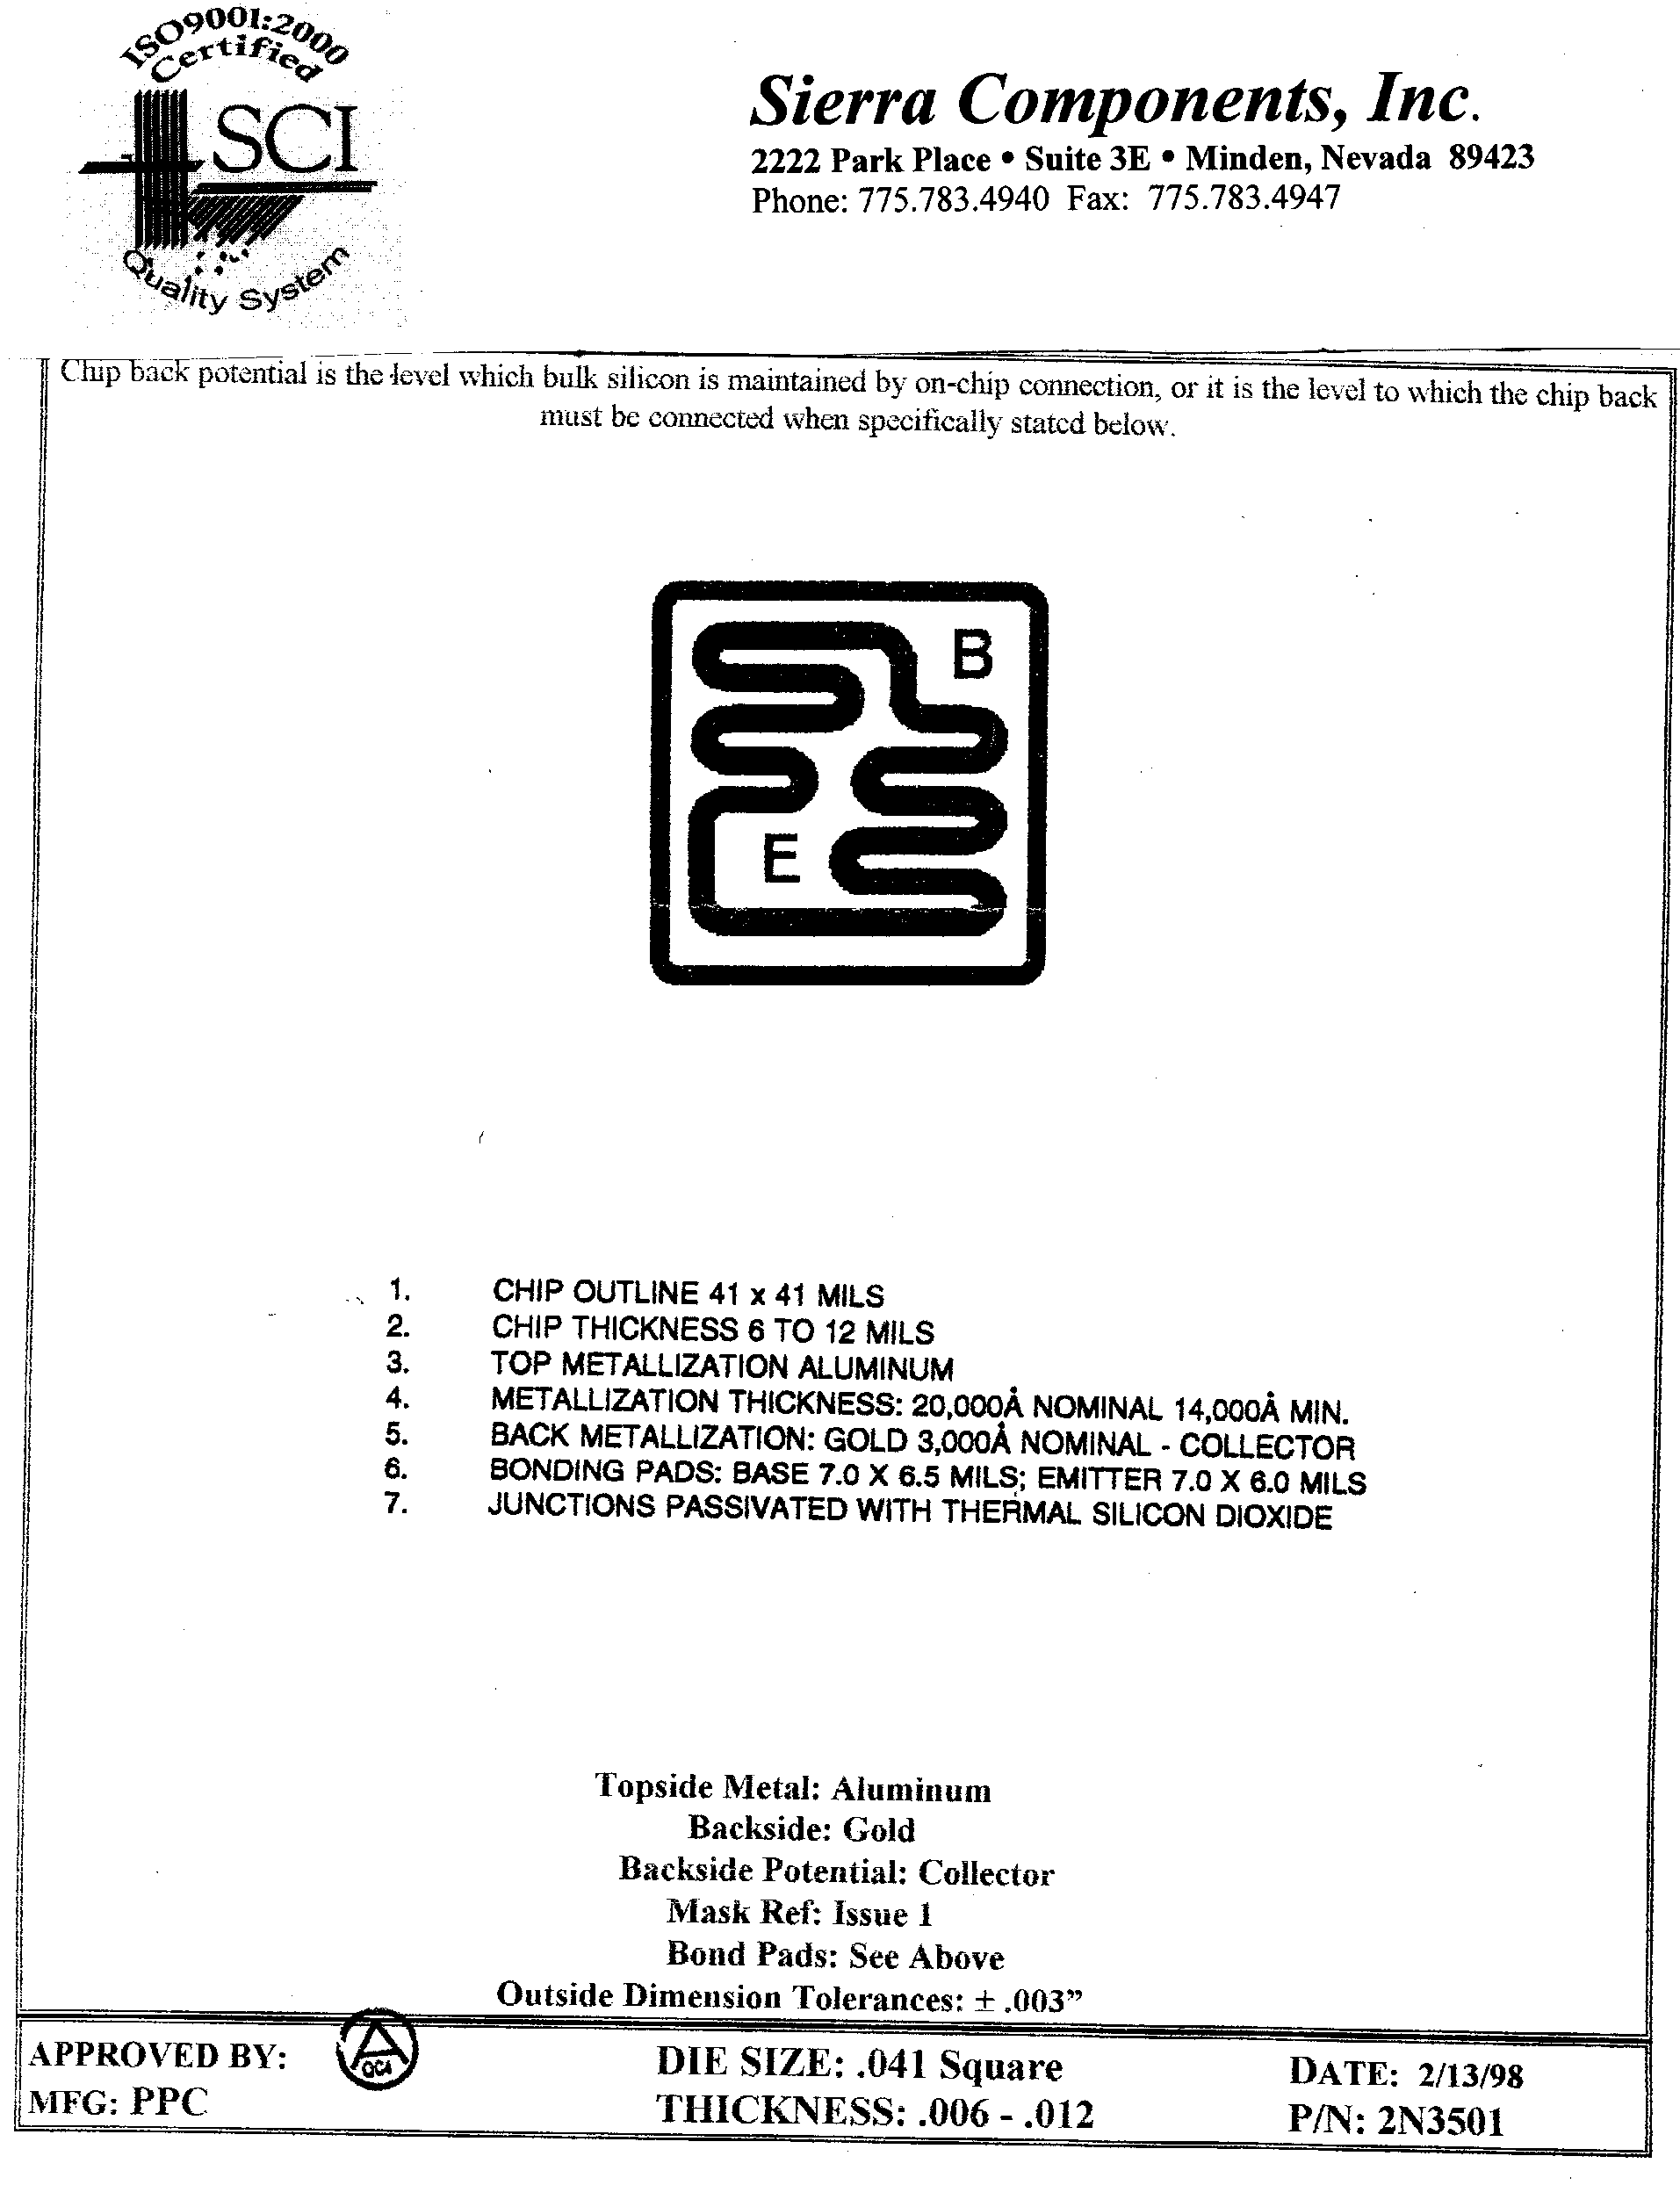 ISO9001:2000
Certified
SCI
Quality System
Sierra Components, Inc.
2222 Park Place • Suite 3E • Minden, Nevada 89423
Phone: 775.783.4940 Fax: 775.783.4947
Chip back potential is the level which bulk silicon is maintained by on-chip connection, or it is the level to which the chip back
must be connected when specifically stated below.
B
E
1. CHIP OUTLINE 41 x 41 MILS
2. CHIP THICKNESS 6 TO 12 MILS
3. TOP METALLIZATION ALUMINUM
4. METALLIZATION THICKNESS: 20,000Å NOMINAL 14,000Å MIN.
5. BACK METALLIZATION: GOLD 3,000Å NOMINAL - COLLECTOR
6. BONDING PADS: BASE 7.0 X 6.5 MILS; EMITTER 7.0 X 6.0 MILS
7. JUNCTIONS PASSIVATED WITH THERMAL SILICON DIOXIDE
Topside Metal: Aluminum
Backside: Gold
Backside Potential: Collector
Mask Ref: Issue 1
Bond Pads: See Above
Outside Dimension Tolerances: ± .003”
APPROVED BY:
A
QC4
DIE SIZE: .041 Square
DATE: 2/13/98
MFG: PPC
THICKNESS: .006 - .012
P/N: 2N3501